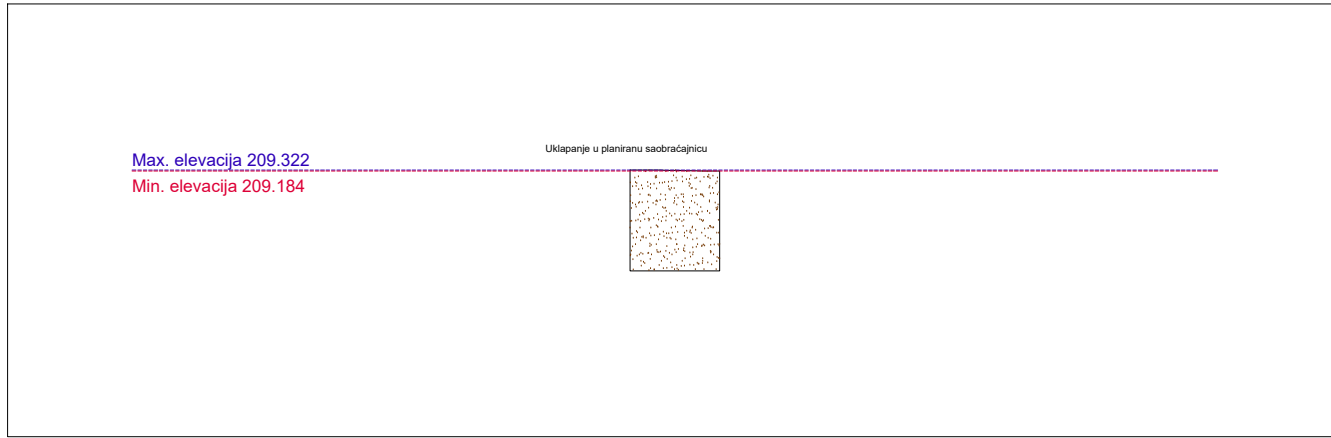 Uklapanje u planiranu saobraćajnicu
Max. elevacija 209.322
Min. elevacija 209.184